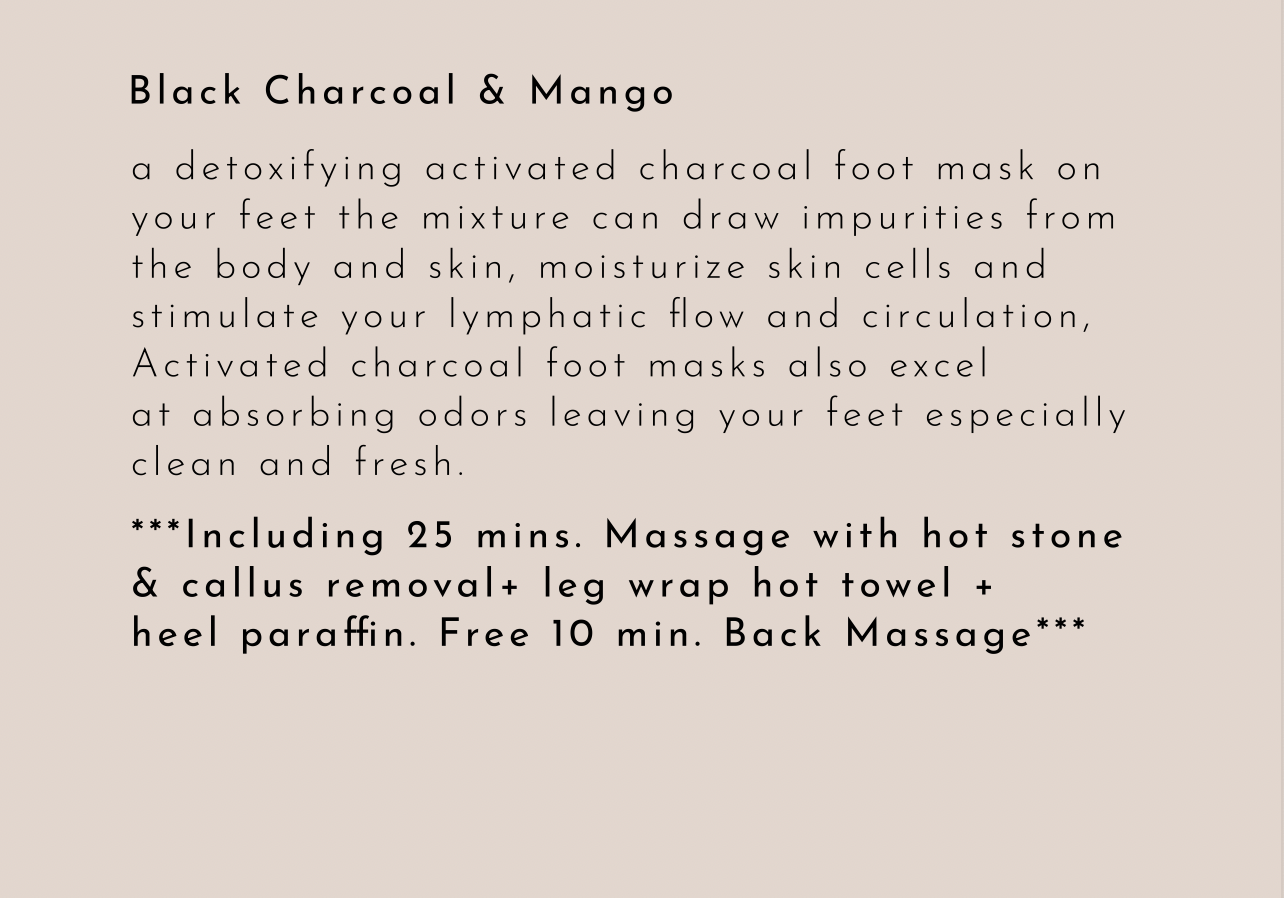 Black Charcoal & Mango
a detoxifying activated charcoal foot mask on
your feet the mixture can draw impurities from
the body and skin, moisturize skin cells and
stimulate your lymphatic flow and circulation,
Activated charcoal foot masks also excel
at absorbing odors leaving your feet especially
clean and fresh.
***Including 25 mins. Massage with hot stone
& callus removal+ leg wrap hot towel +
heel paraffin. Free 10 min. Back Massage***